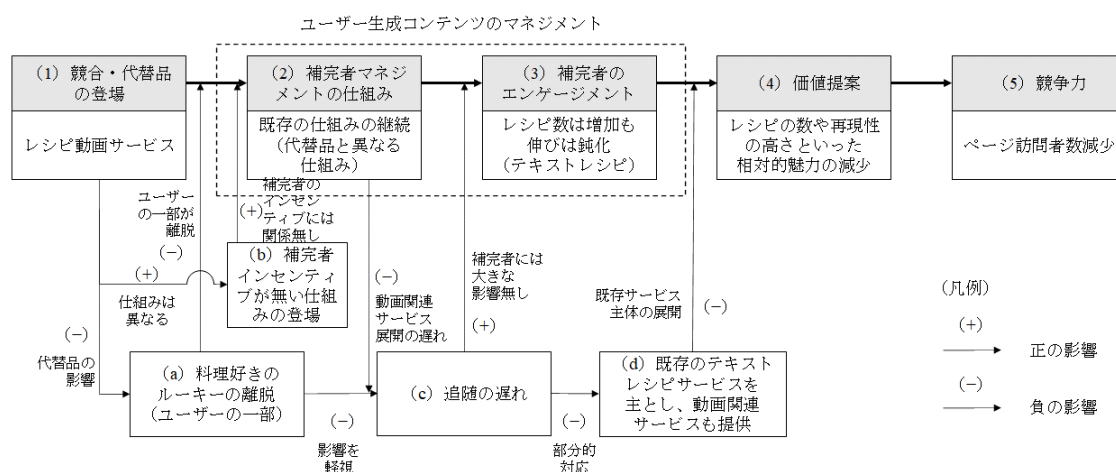 ユーザー生成コンテンツのマネジメント
(1) 競合・代替品
の登場
レシピ動画サービス
(2) 補完者マネジ
メントの仕組み
既存の仕組みの継続
(代替品と異なる
仕組み)
(3) 補完者の
エンゲージメント
レシピ数は増加も
伸びは鈍化
(テキストレシピ)
(4) 価値提案
レシピの数や再現性
の高さといった
相対的魅力の減少
(5) 競争力
ページ訪問者数減少
ユーザー
の一部が
離脱
(−)
(+)
補完者の
インセン
ティブには
関係無し
(+)
仕組みは
異なる
(b) 補完者
インセンティ
ブが無い仕組
みの登場
(−)
動画関連
サービス
展開の遅れ
補完者には
大きな
影響無し
(+)
既存サービス
主体の展開
(−)
(−)
代替品の
影響
(a) 料理好きの
ルーキーの離脱
(ユーザーの一部)
(−)
影響を
軽視
(c) 追随の遅れ
(−)
部分的
対応
(d) 既存のテキスト
レシピサービスを
主とし、動画関連
サービスも提供
(凡例)
(+)
正の影響
(−)
負の影響